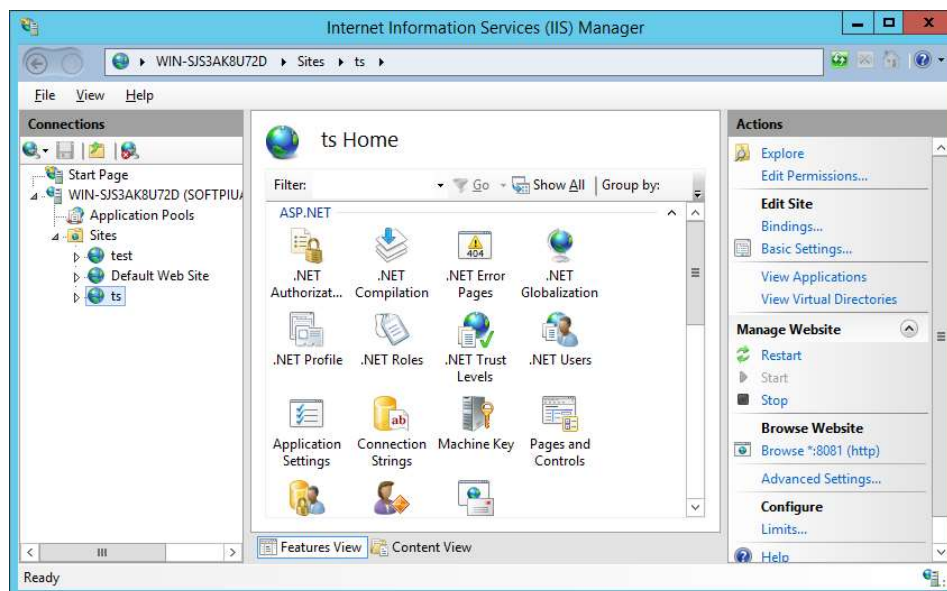 Internet Information Services (IIS) Manager
WIN-SJS3AK8U72D ▸ Sites ▸ ts ▸
File View Help
Connections
Start Page
WIN-SJS3AK8U72D (SOFTPIUA
Application Pools
Sites
test
Default Web Site
ts
ts Home
Filter: Go Show All Group by:
ASP.NET
.NET Authorizat...
.NET Compilation
.NET Error Pages
404
.NET Globalization
.NET Profile
.NET Roles
.NET Trust Levels
.NET Users
Application Settings
ab
Connection Strings
Machine Key
Pages and Controls
Features View Content View
Actions
Explore
Edit Permissions...
Edit Site
Bindings...
Basic Settings...
View Applications
View Virtual Directories
Manage Website
Restart
Start
Stop
Browse Website
Browse *:8081 (http)
Advanced Settings...
Configure
Limits...
Help
Ready